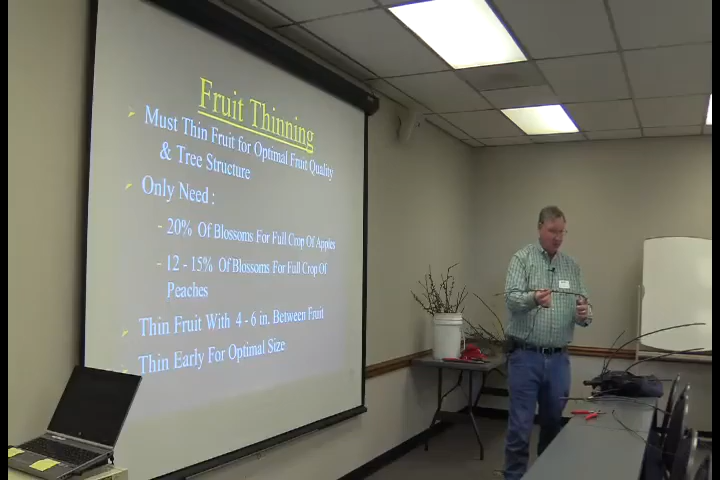 Fruit Thinning
Must Thin Fruit for Optimal Fruit Quality
& Tree Structure
Only Need :
- 20% Of Blossoms For Full Crop Of Apples
- 12 - 15% Of Blossoms For Full Crop Of
Peaches
Thin Fruit With 4 - 6 in. Between Fruit
Thin Early For Optimal Size